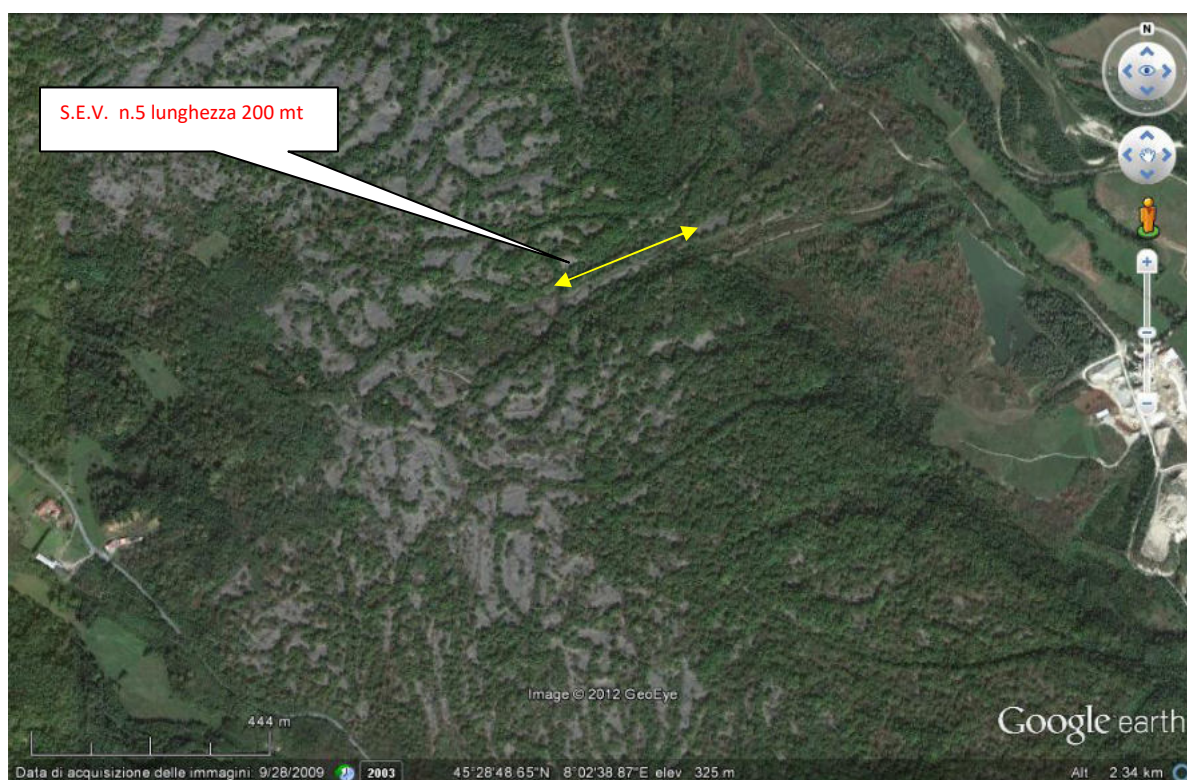 N
S.E.V. n.5 lunghezza 200 mt
Image © 2012 GeoEye
444 m
Google earth
Data di acquisizione delle immagini: 9/28/2009 2003 45°28'48.65"N 8°02'38.87"E elev 325 m Alt 2.34 km